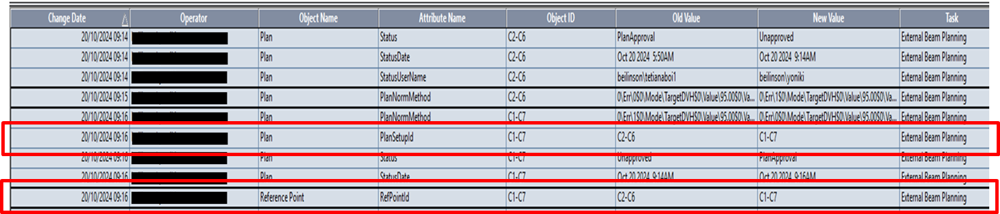 Change Date Operator Object Name Attribute Name Object ID Old Value New Value Task
20/10/2024 09:14 Plan Status C2-C6 PlanApproval Unapproved External Beam Planning
20/10/2024 09:14 Plan StatusDate C2-C6 Oct 20 2024 5:50AM Oct 20 2024 9:14AM External Beam Planning
20/10/2024 09:14 Plan StatusUserName C2-C6 beilinson\tetianaboi1 beilinson\yoniki External Beam Planning
20/10/2024 09:15 Plan PlanNormMethod C2-C6 0\Err\0$0\Mode\TargetDVH$0\Value\95.00$0\Va... 0\Err\1$0\Mode\TargetDVH$0\Value\95.00$0\Va... External Beam Planning
20/10/2024 09:16 Plan PlanNormMethod C1-C7 0\Err\1$0\Mode\TargetDVH$0\Value\95.00$0\Va... 0\Err\0$0\Mode\TargetDVH$0\Value\95.00$0\Va... External Beam Planning
20/10/2024 09:16 Plan PlanSetupId C1-C7 C2-C6 C1-C7 External Beam Planning
20/10/2024 09:16 Plan Status C1-C7 Unapproved PlanApproval External Beam Planning
20/10/2024 09:16 Plan StatusDate C1-C7 Oct 20 2024 9:14AM Oct 20 2024 9:16AM External Beam Planning
20/10/2024 09:16 Reference Point RefPointId C1-C7 C2-C6 C1-C7 External Beam Planning